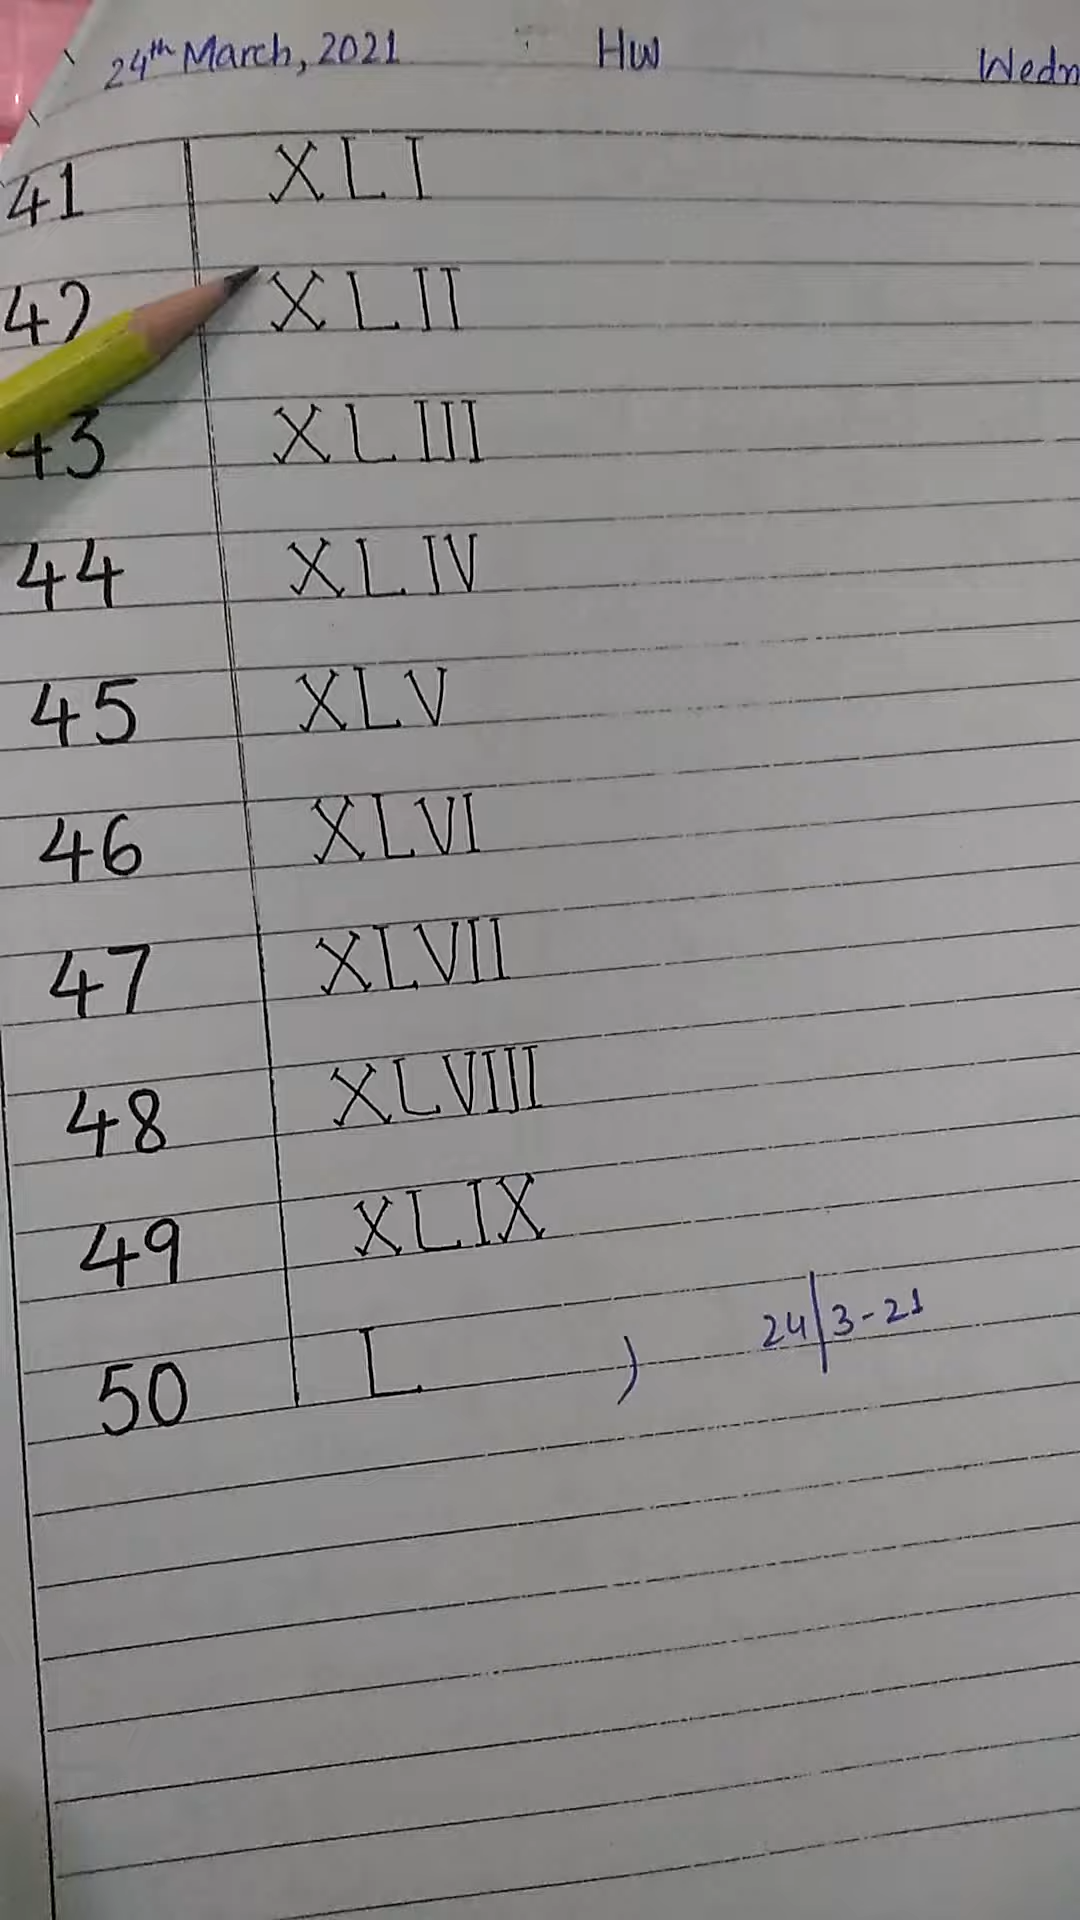 24th March, 2021 HW
41 XLI
42 XLII
43 XLIII
44 XLIV
45 XLV
46 XLVI
47 XLVII
48 XLVIII
49 XLIX
50 L
24/3-21